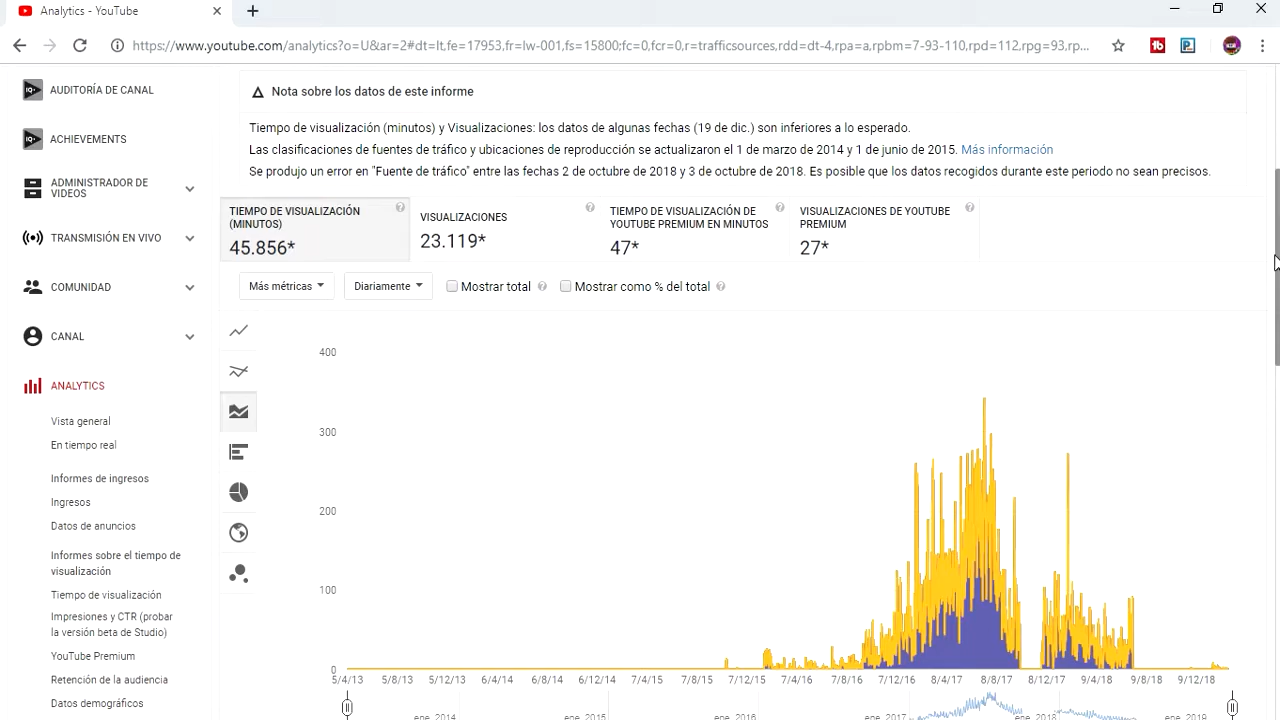 Analytics - YouTube
https://www.youtube.com/analytics?o=U&ar=2#dt=lt,fe=17953,fr=lw-001,fs=15800;fc=0,fcr=0,r=trafficsources,rdd=dt-4,rpa=a,rpbm=7-93-110,rpd=112,rpg=93,rp...
AUDITORÍA DE CANAL
ACHIEVEMENTS
ADMINISTRADOR DE
VIDEOS
TRANSMISIÓN EN VIVO
COMUNIDAD
CANAL
ANALYTICS
Vista general
En tiempo real
Informes de ingresos
Ingresos
Datos de anuncios
Informes sobre el tiempo de
visualización
Tiempo de visualización
Impresiones y CTR (probar
la versión beta de Studio)
YouTube Premium
Retención de la audiencia
Datos demográficos
Nota sobre los datos de este informe
Tiempo de visualización (minutos) y Visualizaciones: los datos de algunas fechas (19 de dic.) son inferiores a lo esperado.
Las clasificaciones de fuentes de tráfico y ubicaciones de reproducción se actualizaron el 1 de marzo de 2014 y 1 de junio de 2015. Más información
Se produjo un error en "Fuente de tráfico" entre las fechas 2 de octubre de 2018 y 3 de octubre de 2018. Es posible que los datos recogidos durante este periodo no sean precisos.
TIEMPO DE VISUALIZACIÓN
(MINUTOS)
45.856*
VISUALIZACIONES
23.119*
TIEMPO DE VISUALIZACIÓN DE
YOUTUBE PREMIUM EN MINUTOS
47*
VISUALIZACIONES DE YOUTUBE
PREMIUM
27*
Más métricas
Diariamente
Mostrar total
Mostrar como % del total
400
300
200
100
0
5/4/13 5/8/13 5/12/13 6/4/14 6/8/14 6/12/14 7/4/15 7/8/15 7/12/15 7/4/16 7/8/16 7/12/16 8/4/17 8/8/17 8/12/17 9/4/18 9/8/18 9/12/18
ene. 2014 ene. 2015 ene. 2016 ene. 2017 ene. 2018 ene. 2019